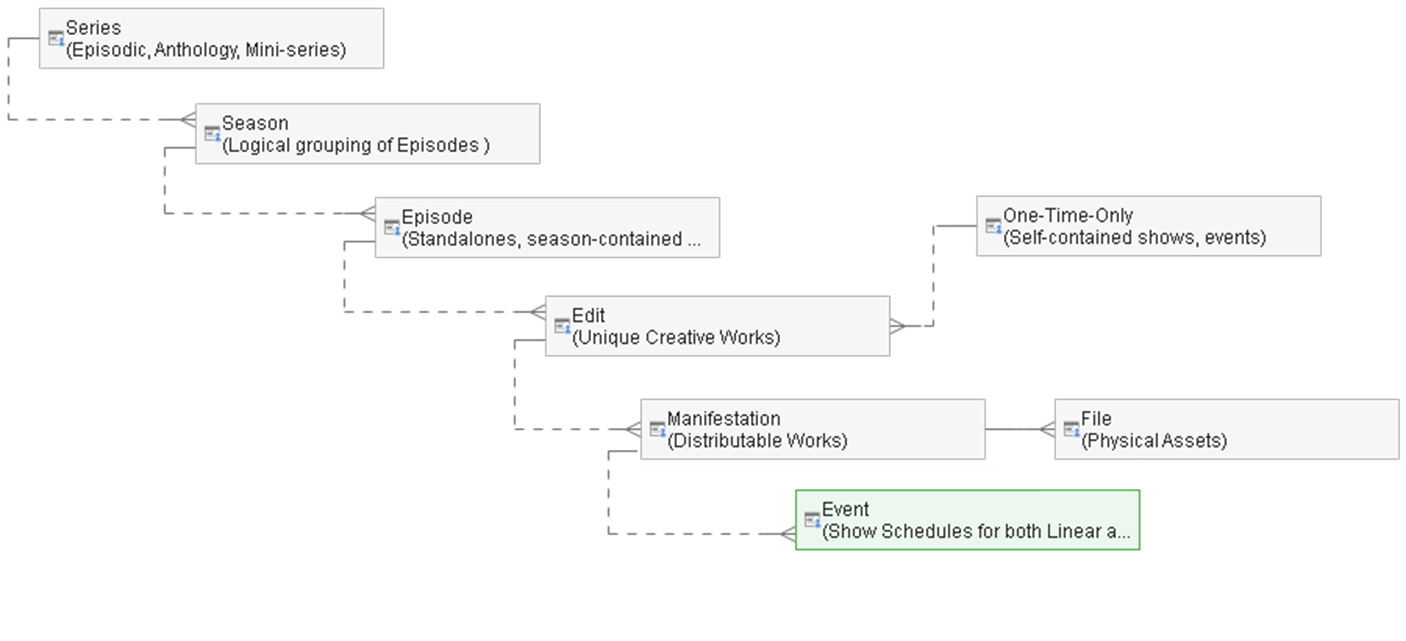 Series
(Episodic, Anthology, Mini-series)
Season
(Logical grouping of Episodes )
Episode
(Standalones, season-contained ...
One-Time-Only
(Self-contained shows, events)
Edit
(Unique Creative Works)
Manifestation
(Distributable Works)
File
(Physical Assets)
Event
(Show Schedules for both Linear a...